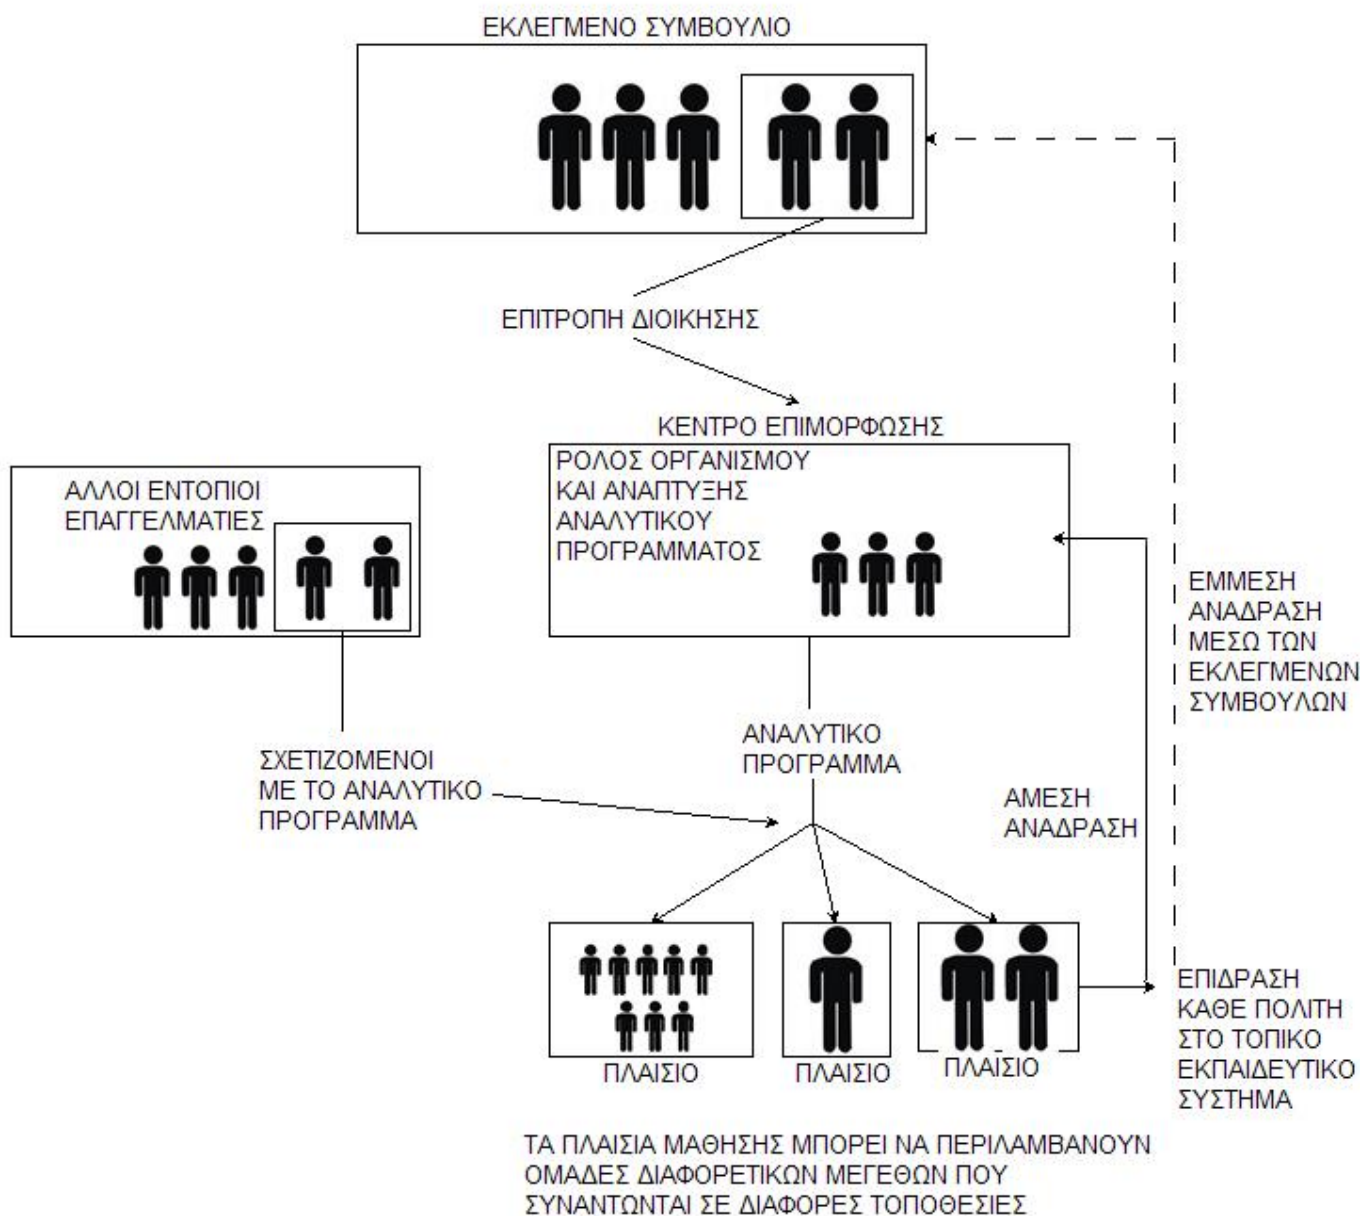 ΕΚΛΕΓΜΕΝΟ ΣΥΜΒΟΥΛΙΟ
ΕΠΙΤΡΟΠΗ ΔΙΟΙΚΗΣΗΣ
ΚΕΝΤΡΟ ΕΠΙΜΟΡΦΩΣΗΣ
ΡΟΛΟΣ ΟΡΓΑΝΙΣΜΟΥ
ΚΑΙ ΑΝΑΠΤΥΞΗΣ
ΑΝΑΛΥΤΙΚΟΥ
ΠΡΟΓΡΑΜΜΑΤΟΣ
ΑΛΛΟΙ ΕΝΤΟΠΙΟΙ
ΕΠΑΓΓΕΛΜΑΤΙΕΣ
ΕΜΜΕΣΗ
ΑΝΑΔΡΑΣΗ
ΜΕΣΩ ΤΩΝ
ΕΚΛΕΓΜΕΝΩΝ
ΣΥΜΒΟΥΛΩΝ
ΣΧΕΤΙΖΟΜΕΝΟΙ
ΜΕ ΤΟ ΑΝΑΛΥΤΙΚΟ
ΠΡΟΓΡΑΜΜΑ
ΑΝΑΛΥΤΙΚΟ
ΠΡΟΓΡΑΜΜΑ
ΑΜΕΣΗ
ΑΝΑΔΡΑΣΗ
ΠΛΑΙΣΙΟ
ΠΛΑΙΣΙΟ
ΠΛΑΙΣΙΟ
ΕΠΙΔΡΑΣΗ
ΚΑΘΕ ΠΟΛΙΤΗ
ΣΤΟ ΤΟΠΙΚΟ
ΕΚΠΑΙΔΕΥΤΙΚΟ
ΣΥΣΤΗΜΑ
ΤΑ ΠΛΑΙΣΙΑ ΜΑΘΗΣΗΣ ΜΠΟΡΕΙ ΝΑ ΠΕΡΙΛΑΜΒΑΝΟΥΝ
ΟΜΑΔΕΣ ΔΙΑΦΟΡΕΤΙΚΩΝ ΜΕΓΕΘΩΝ ΠΟΥ
ΣΥΝΑΝΤΩΝΤΑΙ ΣΕ ΔΙΑΦΟΡΕΣ ΤΟΠΟΘΕΣΙΕΣ